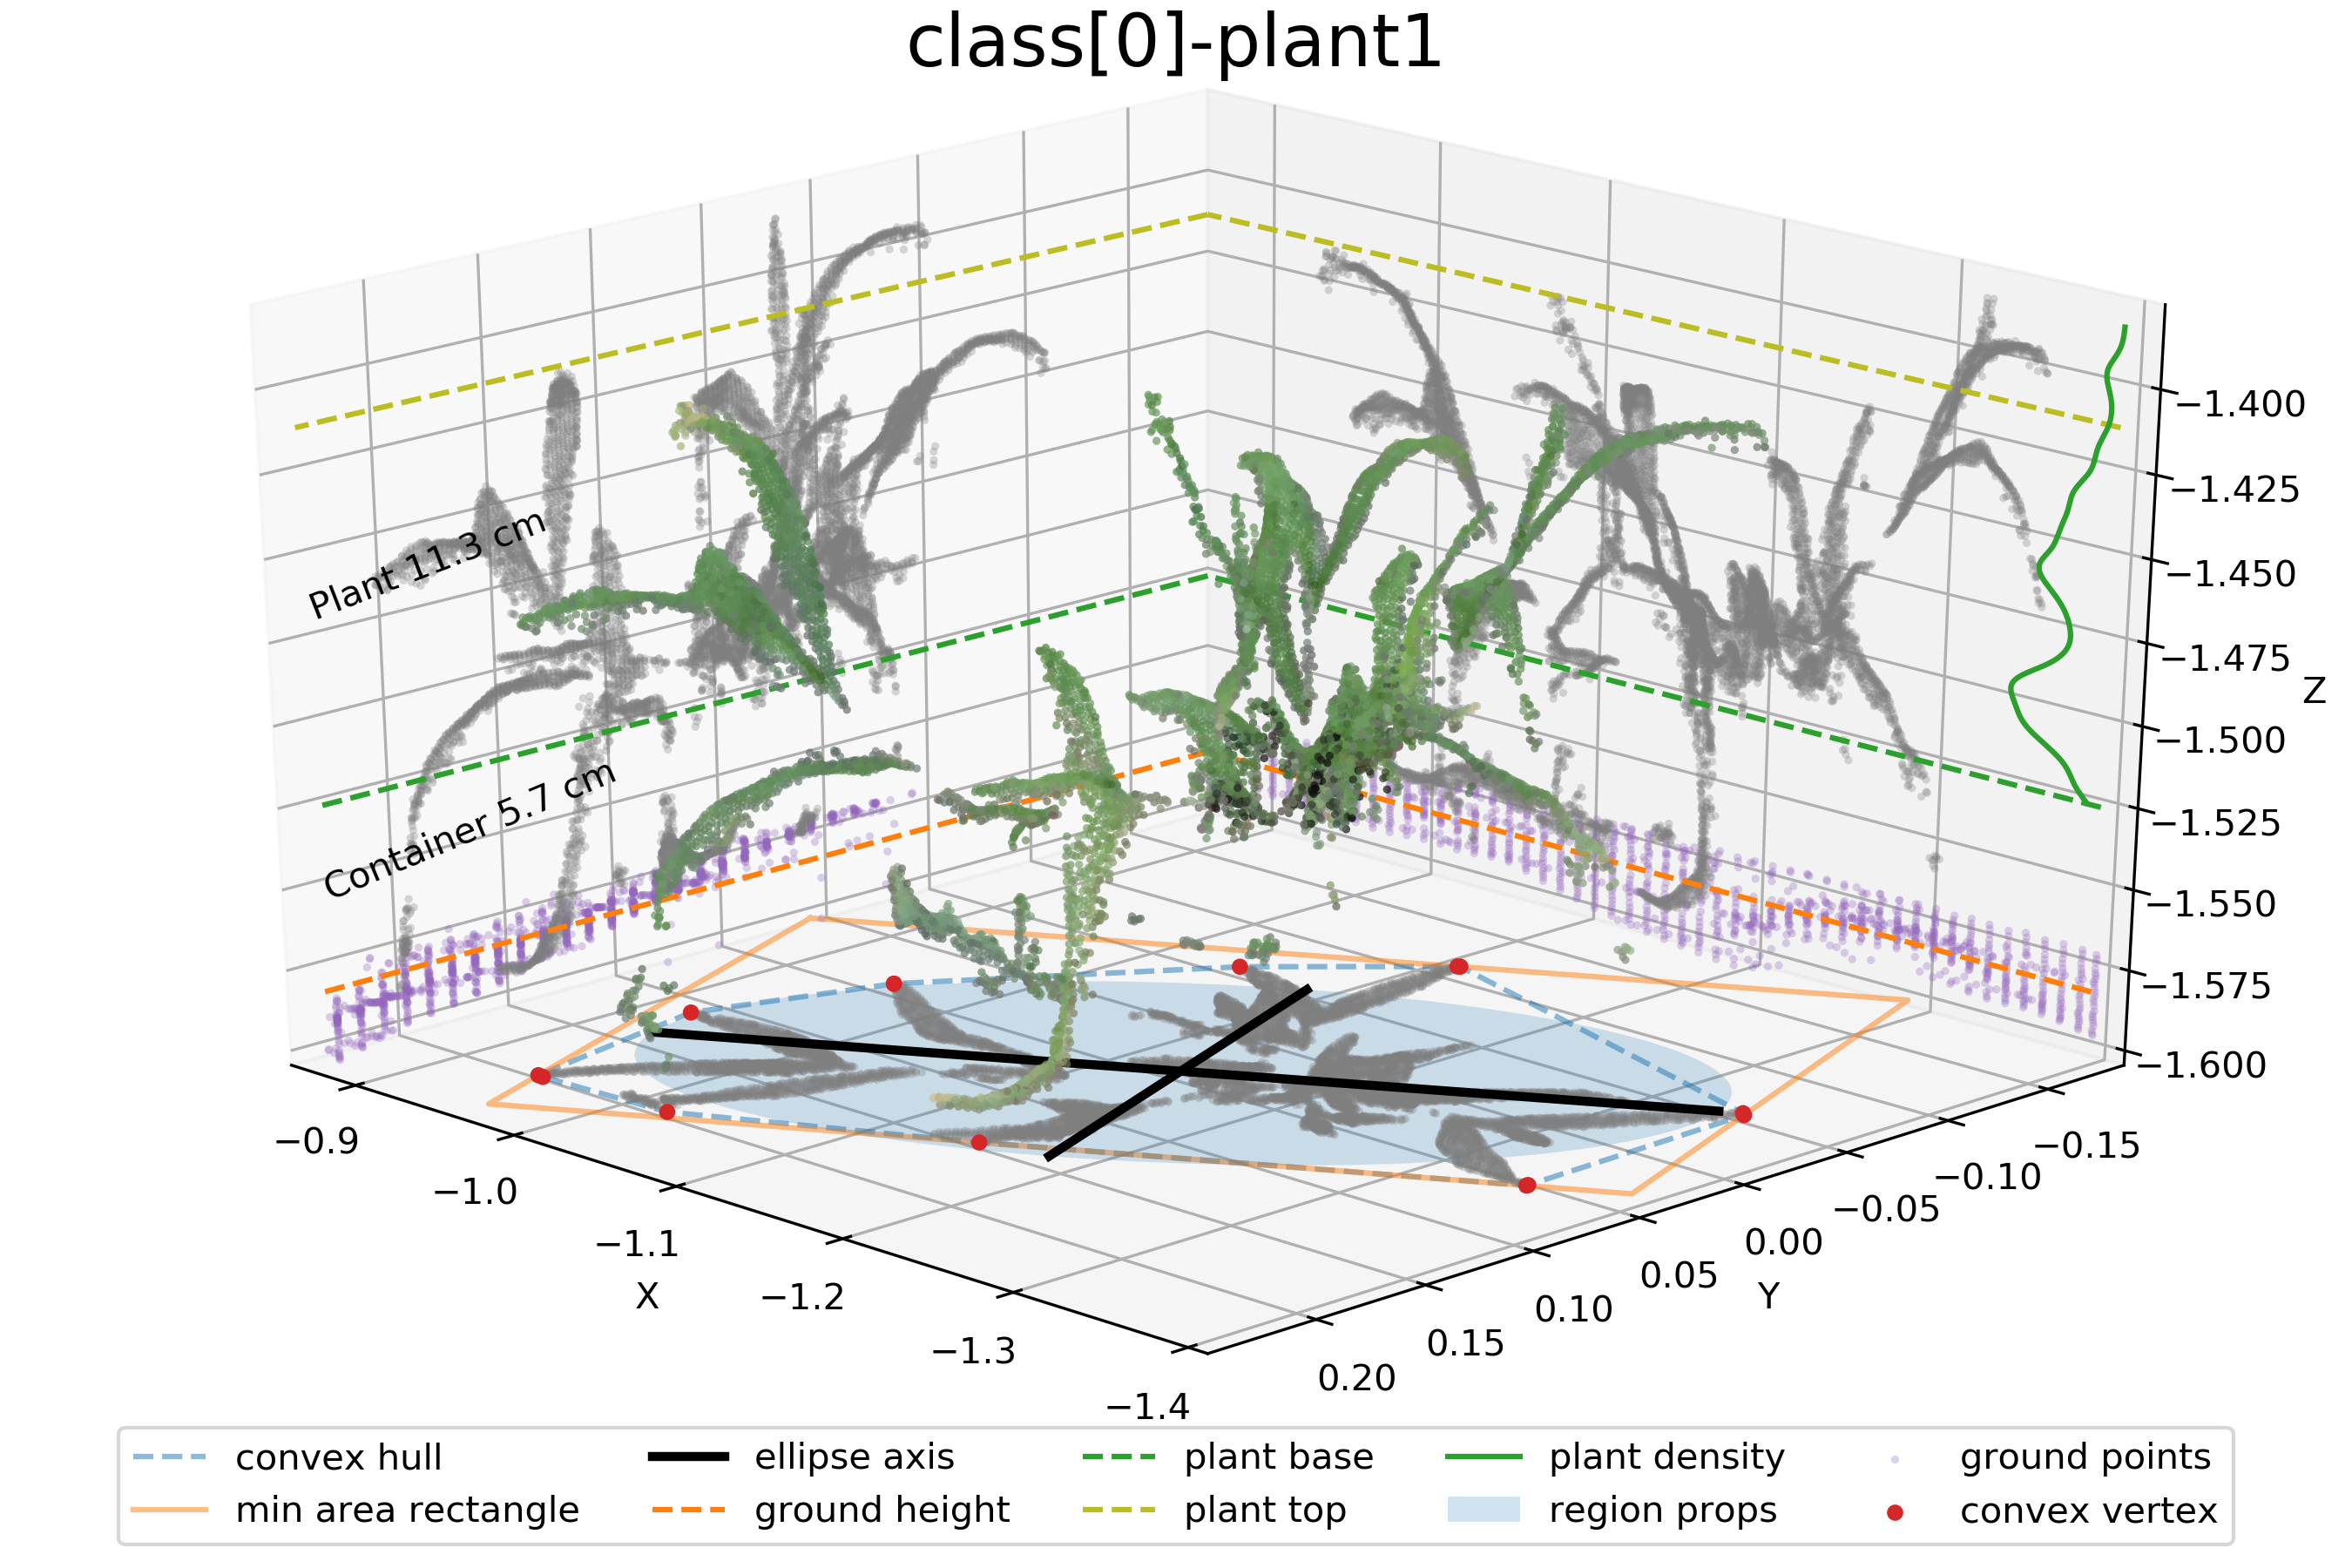 class[0]-plant1
Plant 11.3 cm
Container 5.7 cm
−1.400
−1.425
−1.450
−1.475
−1.500
−1.525
−1.550
−1.575
−1.600
Z
−0.9
−1.0
−1.1
−1.2
−1.3
−1.4
X
0.20
0.15
0.10
0.05
0.00
−0.05
−0.10
−0.15
Y
convex hull
min area rectangle
ellipse axis
ground height
plant base
plant top
plant density
region props
ground points
convex vertex